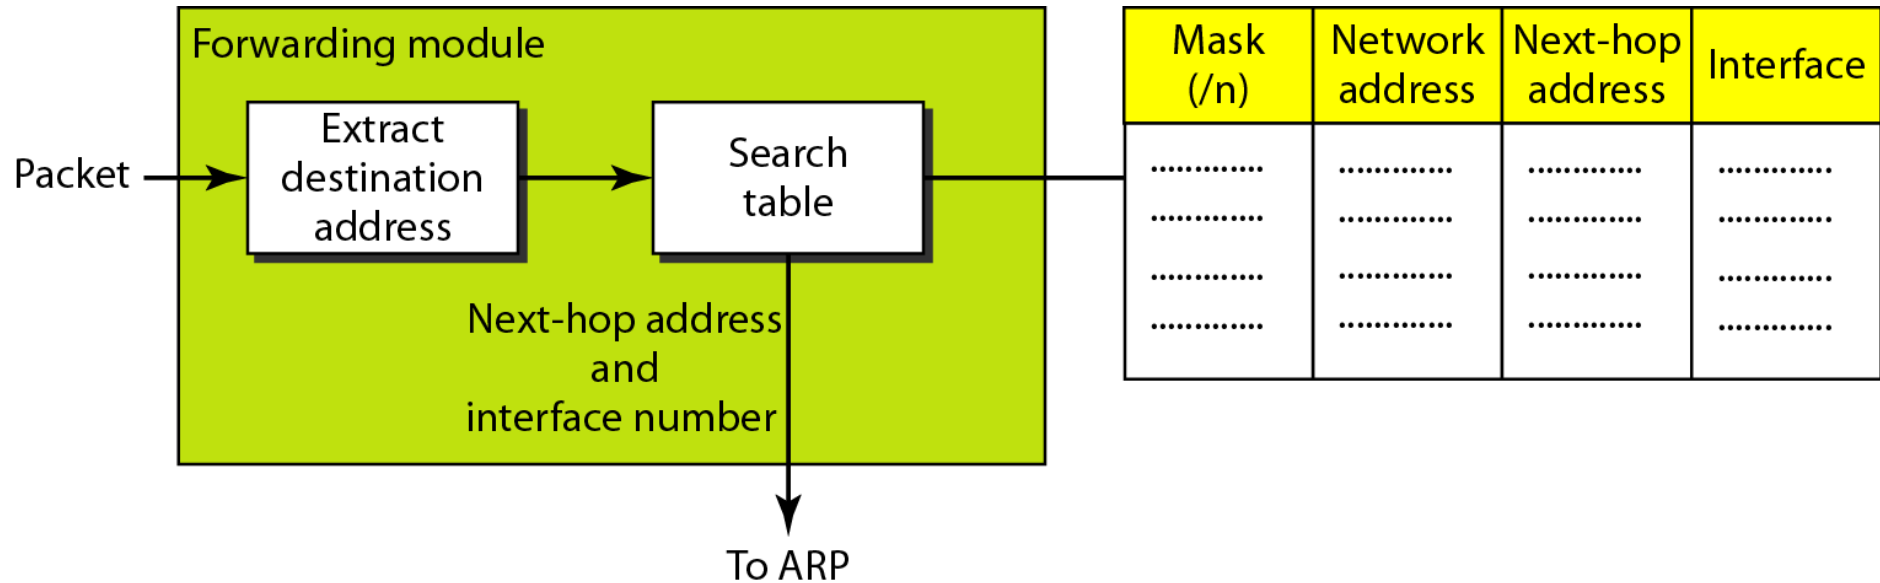 Forwarding module
Packet
Extract
destination
address
Search
table
Next-hop address
and
interface number
To ARP
Mask
(/n)
Network
address
Next-hop
address
Interface
............. ............. ............. .............
............. ............. ............. .............
............. ............. ............. .............
............. ............. ............. .............